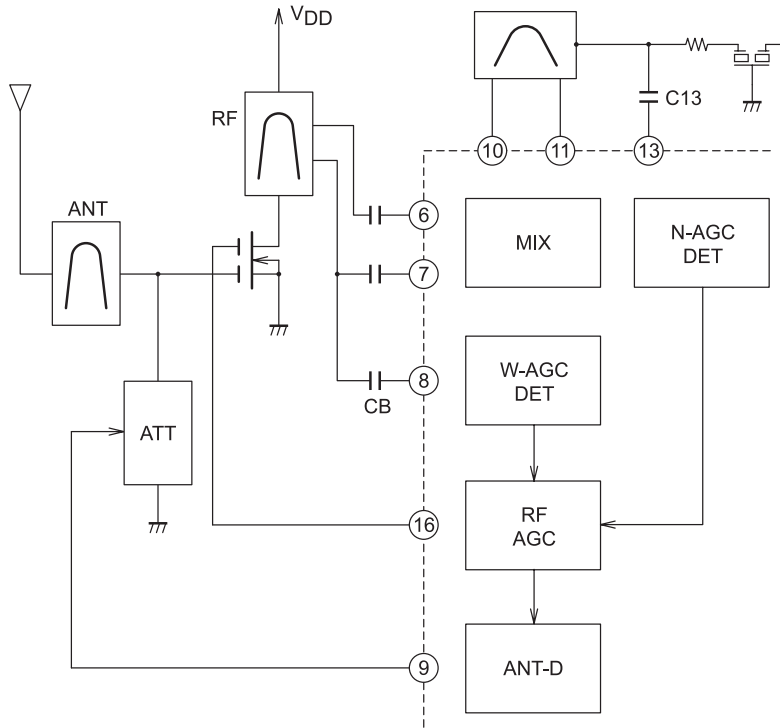 VDD
RF
C13
10
11
13
ANT
6
MIX
N-AGC
DET
7
8
CB
W-AGC
DET
ATT
16
RF
AGC
9
ANT-D